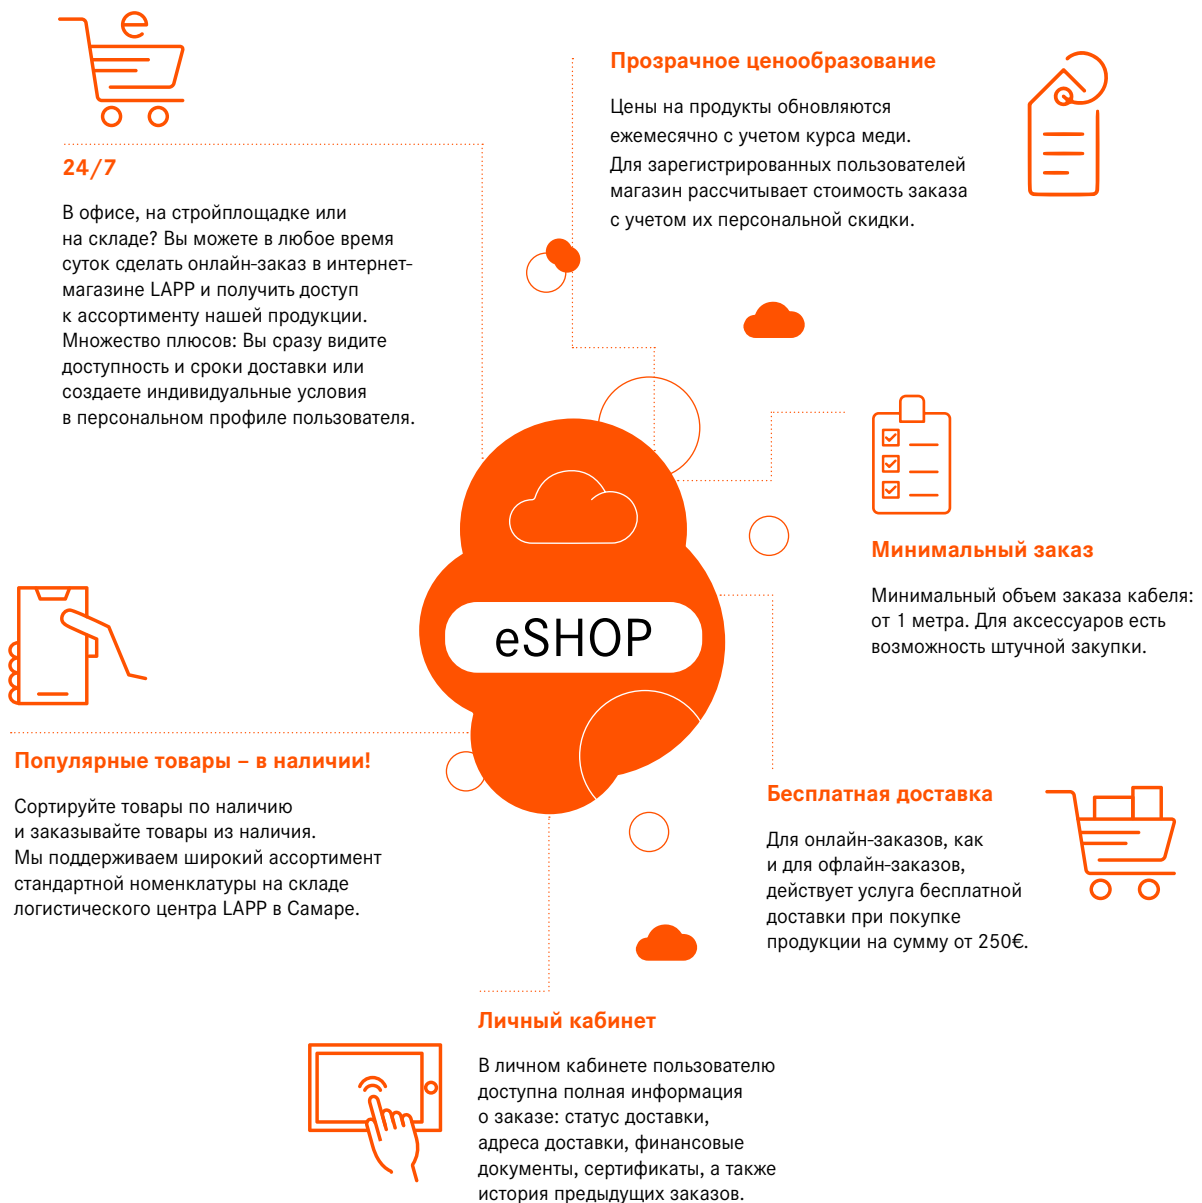 24/7
В офисе, на стройплощадке или
на складе? Вы можете в любое время
суток сделать онлайн-заказ в интернет-
магазине LAPP и получить доступ
к ассортименту нашей продукции.
Множество плюсов: Вы сразу видите
доступность и сроки доставки или
создаете индивидуальные условия
в персональном профиле пользователя.
Прозрачное ценообразование
Цены на продукты обновляются
ежемесячно с учетом курса меди.
Для зарегистрированных пользователей
магазин рассчитывает стоимость заказа
с учетом их персональной скидки.
Минимальный заказ
Минимальный объем заказа кабеля:
от 1 метра. Для аксессуаров есть
возможность штучной закупки.
eSHOP
Популярные товары – в наличии!
Сортируйте товары по наличию
и заказывайте товары из наличия.
Мы поддерживаем широкий ассортимент
стандартной номенклатуры на складе
логистического центра LAPP в Самаре.
Бесплатная доставка
Для онлайн-заказов, как
и для офлайн-заказов,
действует услуга бесплатной
доставки при покупке
продукции на сумму от 250€.
Личный кабинет
В личном кабинете пользователю
доступна полная информация
о заказе: статус доставки,
адреса доставки, финансовые
документы, сертификаты, а также
история предыдущих заказов.